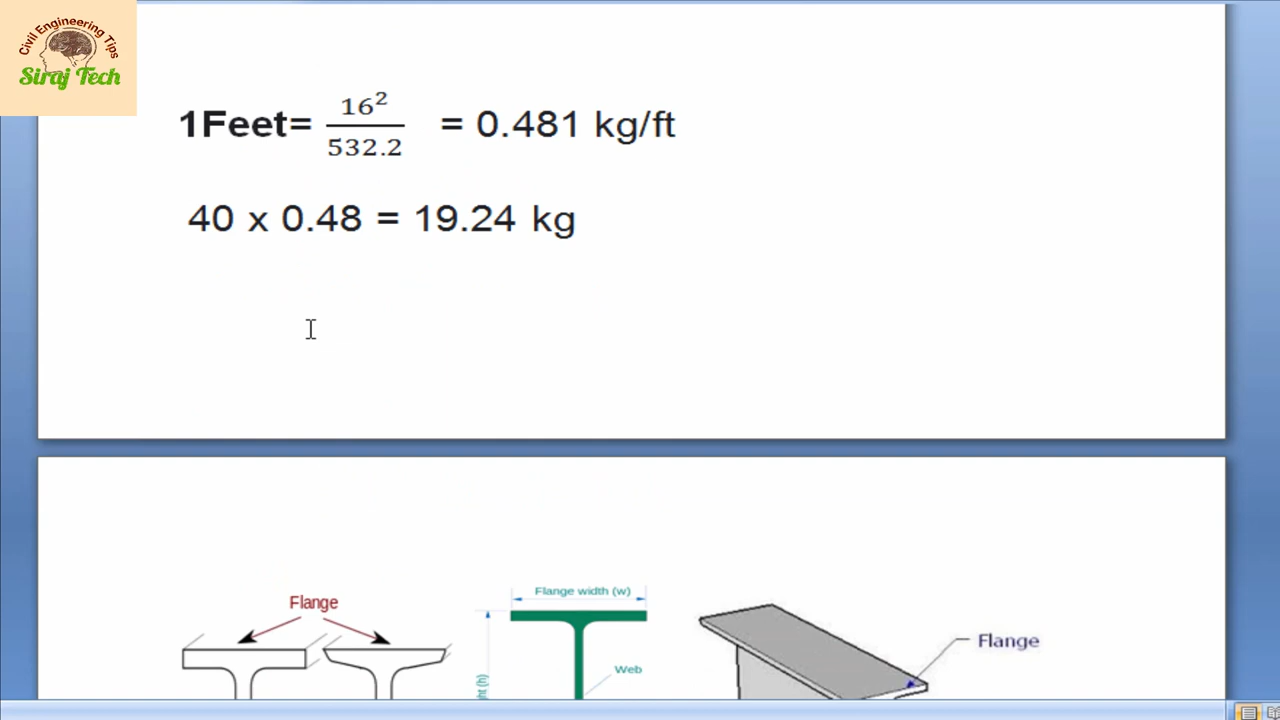 Civil Engineering Tips
Siraj Tech
1Feet= 16²/532.2 = 0.481 kg/ft
40 x 0.48 = 19.24 kg
Flange
Flange width (w)
Web
ht (h)
Flange